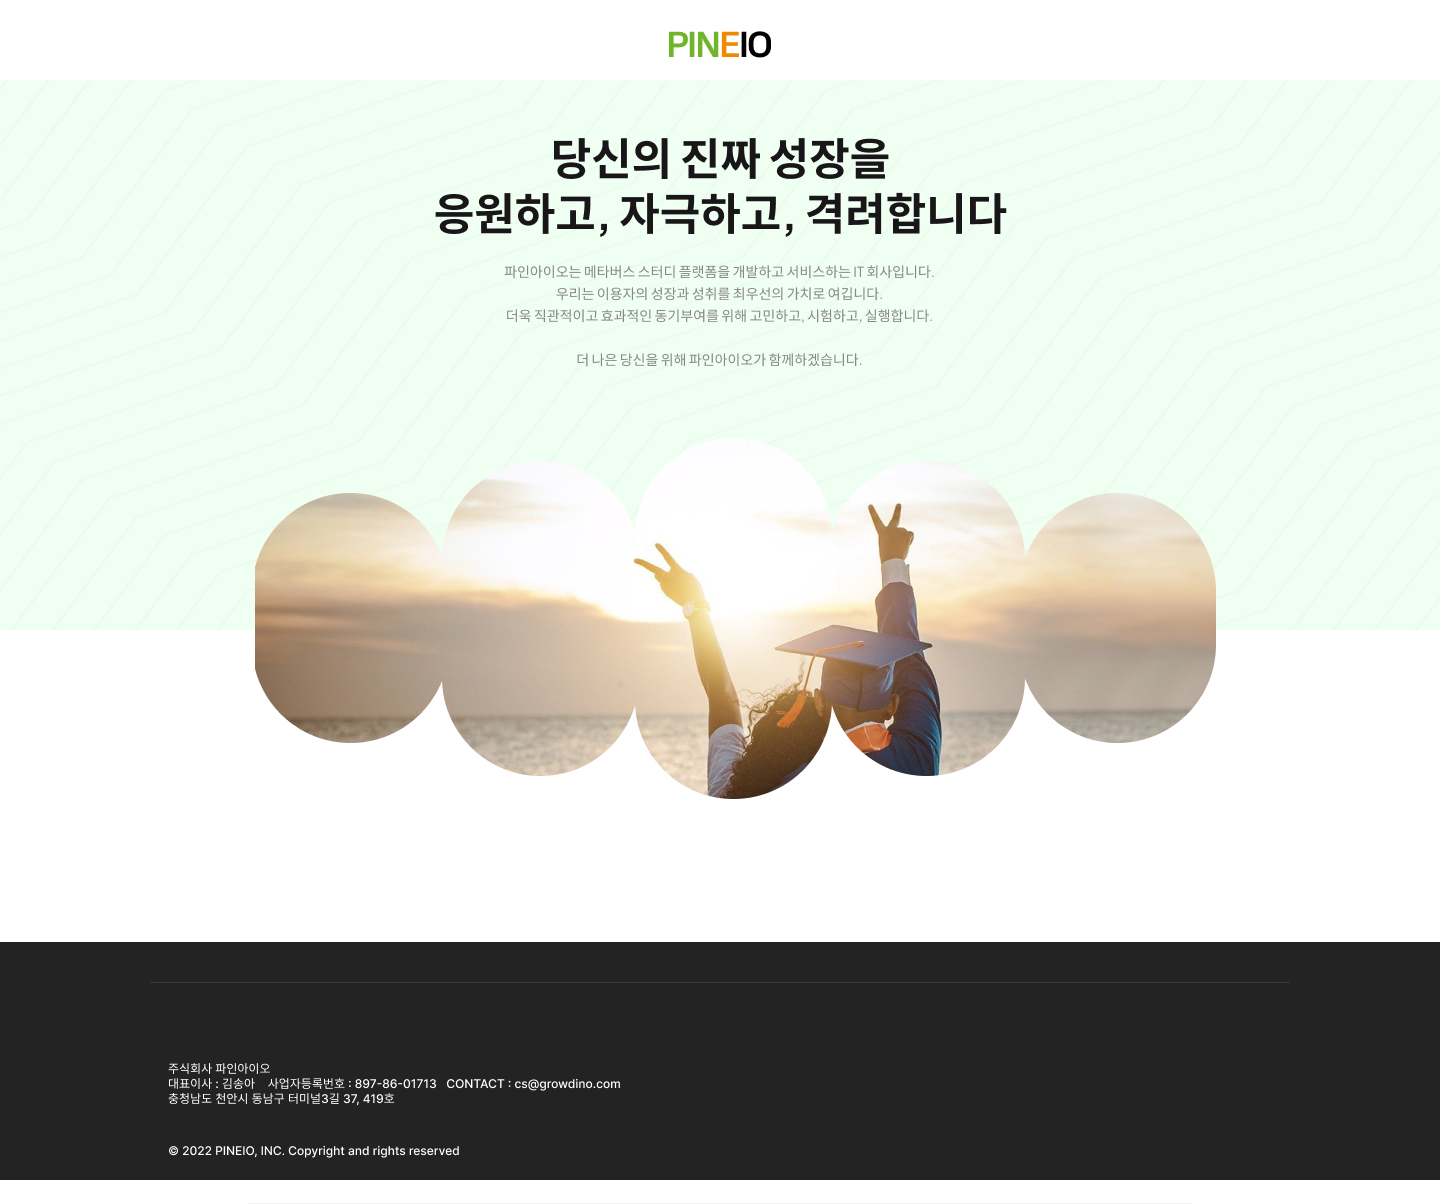 PINEIO
당신의 진짜 성장을
응원하고, 자극하고, 격려합니다
파인아이오는 메타버스 스터디 플랫폼을 개발하고 서비스하는 IT 회사입니다.
우리는 이용자의 성장과 성취를 최우선의 가치로 여깁니다.
더욱 직관적이고 효과적인 동기부여를 위해 고민하고, 시험하고, 실행합니다.
더 나은 당신을 위해 파인아이오가 함께하겠습니다.
주식회사 파인아이오
대표이사 : 김송아 사업자등록번호 : 897-86-01713 CONTACT : cs@growdino.com
충청남도 천안시 동남구 터미널3길 37, 419호
© 2022 PINEIO, INC. Copyright and rights reserved